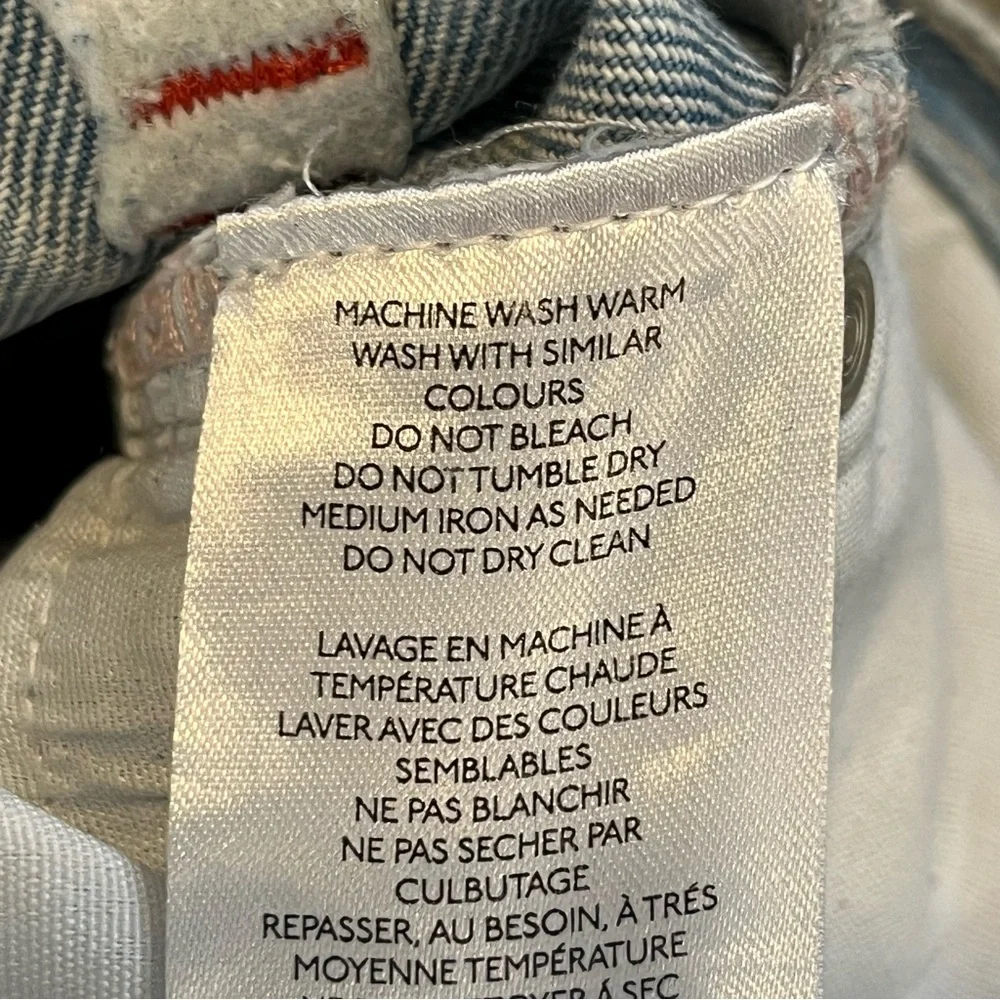 MACHINE WASH WARM
WASH WITH SIMILAR
COLOURS
DO NOT BLEACH
DO NOT TUMBLE DRY
MEDIUM IRON AS NEEDED
DO NOT DRY CLEAN
LAVAGE EN MACHINE À
TEMPÉRATURE CHAUDE
LAVER AVEC DES COULEURS
SEMBLABLES
NE PAS BLANCHIR
NE PAS SECHER PAR
CULBUTAGE
REPASSER, AU BESOIN, À TRÉS
MOYENNE TEMPÉRATURE
Á SEC